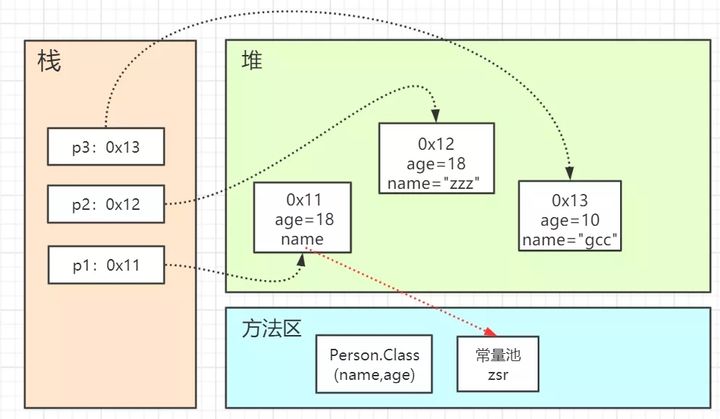 栈
p3：0x13
p2：0x12
p1：0x11
堆
0x12
age=18
name="zzz"
0x11
age=18
name
0x13
age=10
name="gcc"
方法区
Person.Class
(name,age)
常量池
zsr